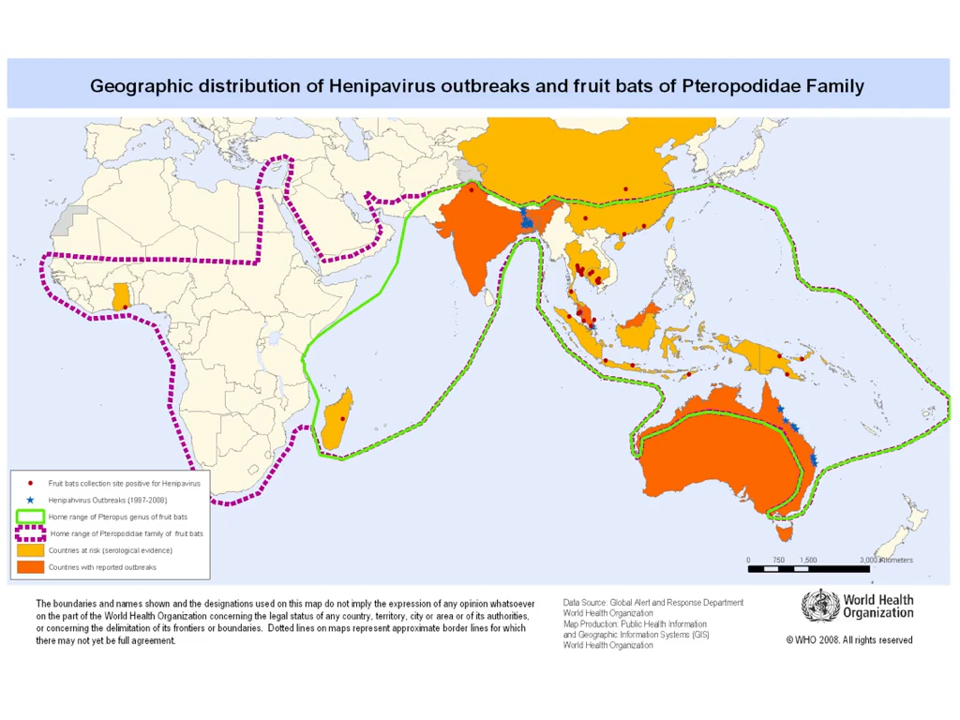 Geographic distribution of Henipavirus outbreaks and fruit bats of Pteropodidae Family
Fruit bats collection site positive for Henipavirus
Henipahvirus Outbreaks (1997-2008)
Home range of Pteropus genus of fruit bats
Home range of Pteropodidae family of fruit bats
Countries at risk (serological evidence)
Countries with reported outbreaks
0 750 1,500 3,000 Kilometers
The boundaries and names shown and the designations used on this map do not imply the expression of any opinion whatsoever
on the part of the World Health Organization concerning the legal status of any country, territory, city or area or of its authorities,
or concerning the delimitation of its frontiers or boundaries. Dotted lines on maps represent approximate border lines for which
there may not yet be full agreement.
Data Source: Global Alert and Response Department
World Health Organization
Map Production: Public Health Information
and Geographic Information Systems (GIS)
World Health Organization
World Health
Organization
© WHO 2008. All rights reserved